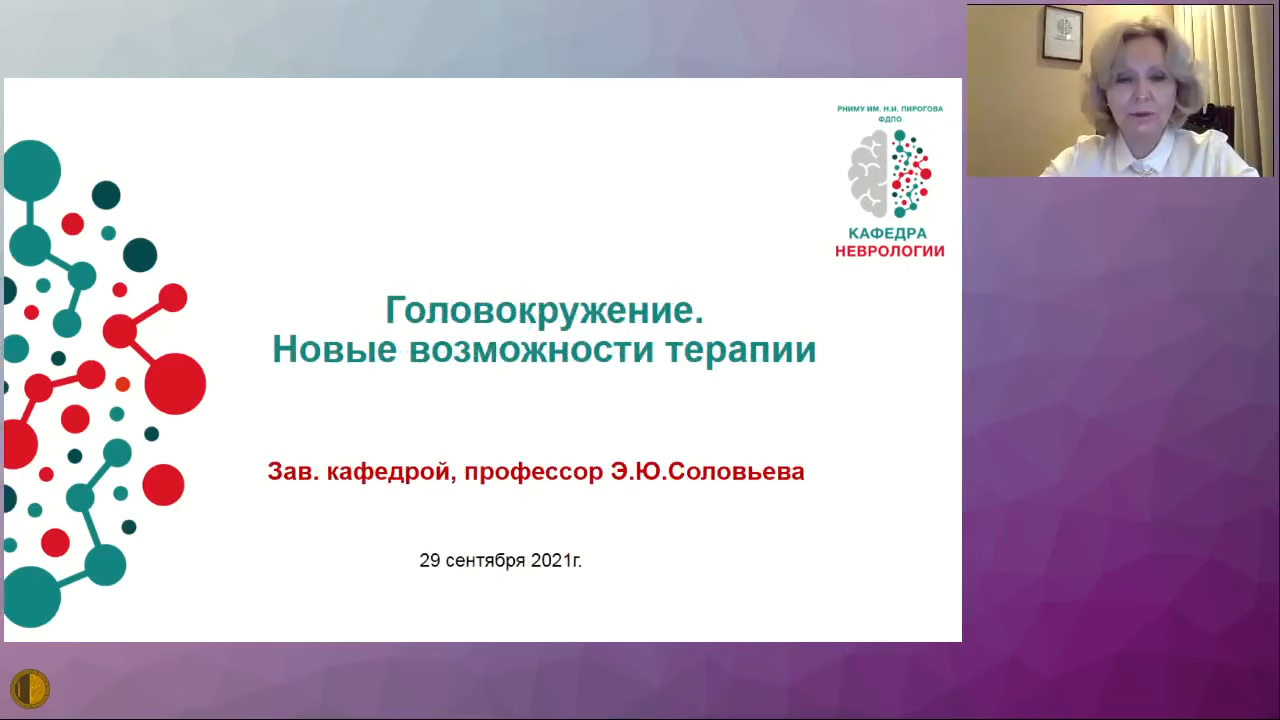 РНИМУ ИМ. Н.И. ПИРОГОВА
ФДПО
КАФЕДРА
НЕВРОЛОГИИ
Головокружение.
Новые возможности терапии
Зав. кафедрой, профессор Э.Ю.Соловьева
29 сентября 2021г.